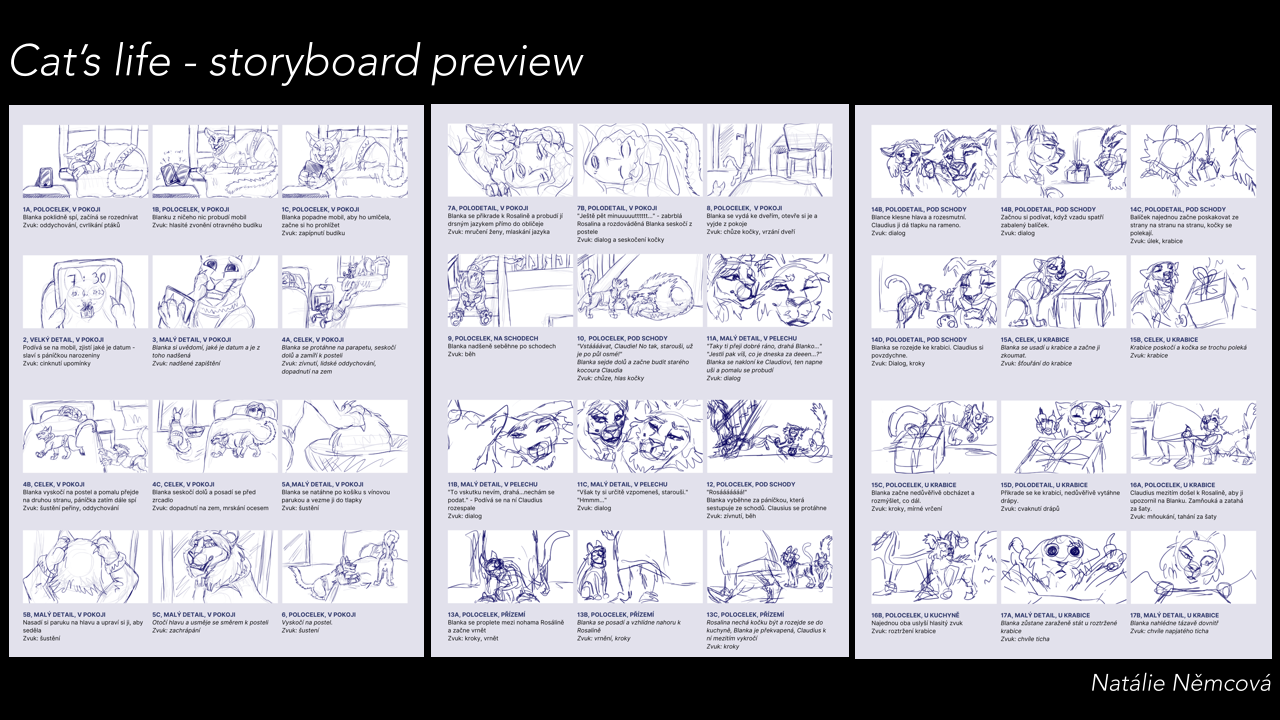 Cat's life - storyboard preview
1A, POLOCELEK, V POKOJI
Blanka poklidně spí, začíná se rozednívat
Zvuk: oddychování, cvrlikání ptáků
1B, POLOCELEK, V POKOJI
Blanku z ničeho nic probudí mobil
Zvuk: hlasité zvonění otravného budíku
1C, POLOCELEK, V POKOJI
Blanka popadne mobil, aby ho umlčela,
začne si ho prohlížet
Zvuk: zapípnutí budíku
2, VELKÝ DETAIL, V POKOJI
Podívá se na mobil, zjistí jaké je datum -
slaví s páničkou narozeniny
Zvuk: cinknutí upomínky
3, MALÝ DETAIL, V POKOJI
Blanka si uvědomí, jaké je datum a je z
toho nadšená
Zvuk: nadšené zapištění
4A, CELEK, V POKOJI
Blanka se protáhne na parapetu, seskočí
dolů a zamíří k posteli
Zvuk: zívnutí, lidské oddychování,
dopadnutí na zem
4B, CELEK, V POKOJI
Blanka vyskočí na postel a pomalu přejde
na druhou stranu, pánička zatím dále spí
Zvuk: šustění peřiny, oddychování
4C, CELEK, V POKOJI
Blanka seskočí dolů a posadí se před
zrcadlo
Zvuk: dopadnutí na zem, mrskání ocesem
5A,MALÝ DETAIL, V POKOJI
Blanka se natáhne po košíku s vínovou
parukou a vezme ji do tlapky
Zvuk: šustění
5B, MALÝ DETAIL, V POKOJI
Nasadí si paruku na hlavu a upraví si ji, aby
seděla
Zvuk: šustění
5C, MALÝ DETAIL, V POKOJI
Otočí hlavu a usměje se směrem k posteli
Zvuk: zachrápání
6, POLOCELEK, V POKOJI
Vyskočí na postel.
Zvuk: šustení
7A, POLODETAIL, V POKOJI
Blanka se přikrade k Rosalině a probudí jí
drsným jazykem přímo do obličeje
Zvuk: mručení ženy, mlaskání jazyka
7B, POLODETAIL, V POKOJI
"Ještě pět minuuuutttttt..." - zabrblá
Rosalina a rozdováděná Blanka seskočí z
postele
Zvuk: dialog a seskočení kočky
8, POLOCELEK, V POKOJI
Blanka se vydá ke dveřím, otevře si je a
vyjde z pokoje
Zvuk: chůze kočky, vrzání dveří
9, POLOCELEK, NA SCHODECH
Blanka nadšeně seběhne po schodech
Zvuk: běh
10, POLOCELEK, POD SCHODY
"Vstáááávat, Claudie! No tak, starouši, už
je po půl osmé!"
Blanka sejde dolů a začne budit starého
kocoura Claudia
Zvuk: chůze, hlas kočky
11A, MALÝ DETAIL, V PELECHU
"Taky ti přeji dobré ráno, drahá Blanko..."
"Jestli pak víš, co je dneska za deeen...?"
Blanka se nakloní ke Claudiovi, ten napne
uši a pomalu se probudí
Zvuk: dialog
11B, MALÝ DETAIL, V PELECHU
"To vskutku nevím, drahá...nechám se
podat." - Podívá se na ní Claudius
rozespale
Zvuk: dialog
11C, MALÝ DETAIL, V PELECHU
"Však ty si určitě vzpomeneš, starouši."
"Hmmm..."
Zvuk: dialog
12, POLOCELEK, POD SCHODY
"Rosááááááá!"
Blanka vyběhne za páničkou, která
sestupuje ze schodů. Clausius se protáhne
Zvuk: zívnutí, běh
13A, POLOCELEK, PŘÍZEMÍ
Blanka se proplete mezi nohama Rosálině
a začne vrnět
Zvuk: kroky, vrnět
13B, POLOCELEK, PŘÍZEMÍ
Blanka se posadí a vzhlídne nahoru k
Rosalině
Zvuk: vrnění, kroky
13C, POLOCELEK, PŘÍZEMÍ
Rosalina nechá kočku být a rozejde se do
kuchyně, Blanka je překvapená, Claudius k
ní mezitím vykročí
Zvuk: kroky
14B, POLODETAIL, POD SCHODY
Blance klesne hlava a rozesmutní.
Claudius jí dá tlapku na rameno.
Zvuk: dialog
14B, POLODETAIL, POD SCHODY
Začnou si podívat, když vzadu spatří
zabalený balíček.
Zvuk: dialog
14C, POLODETAIL, POD SCHODY
Balíček najednou začne poskakovat ze
strany na stranu na stranu, kočky se
polekají.
Zvuk: úlek, krabice
14D, POLODETAIL, POD SCHODY
Blanka se rozejde ke krabici. Claudius si
povzdychne.
Zvuk: Dialog, kroky
15A, CELEK, U KRABICE
Blanka se usadí u krabice a začne ji
zkoumat.
Zvuk: šťouřání do krabice
15B, CELEK, U KRABICE
Krabice poskočí a kočka se trochu poleká
Zvuk: krabice
15C, POLOCELEK, U KRABICE
Blanka začne nedůvěřivě obcházet a
rozmýšlet, co dál.
Zvuk: kroky, mírné vrčení
15D, POLODETAIL, U KRABICE
Přikrade se ke krabici, nedůvěřivě vytáhne
drápy.
Zvuk: cvaknutí drápů
16A, POLOCELEK, U KRABICE
Claudius mezitím došel k Rosalině, aby ji
upozornil na Blanku. Zamňouká a zatahá
za šaty.
Zvuk: mňoukání, tahání za šaty
16B, POLOCELEK, U KUCHYNĚ
Najednou oba uslyší hlasitý zvuk
Zvuk: roztržení krabice
17A, MALÝ DETAIL, U KRABICE
Blanka zůstane zaraženě stát u roztržené
krabice
Zvuk: chvíle ticha
17B, MALÝ DETAIL, U KRABICE
Blanka nahlédne tázavě dovnitř
Zvuk: chvíle napjatého ticha
Natálie Němcová